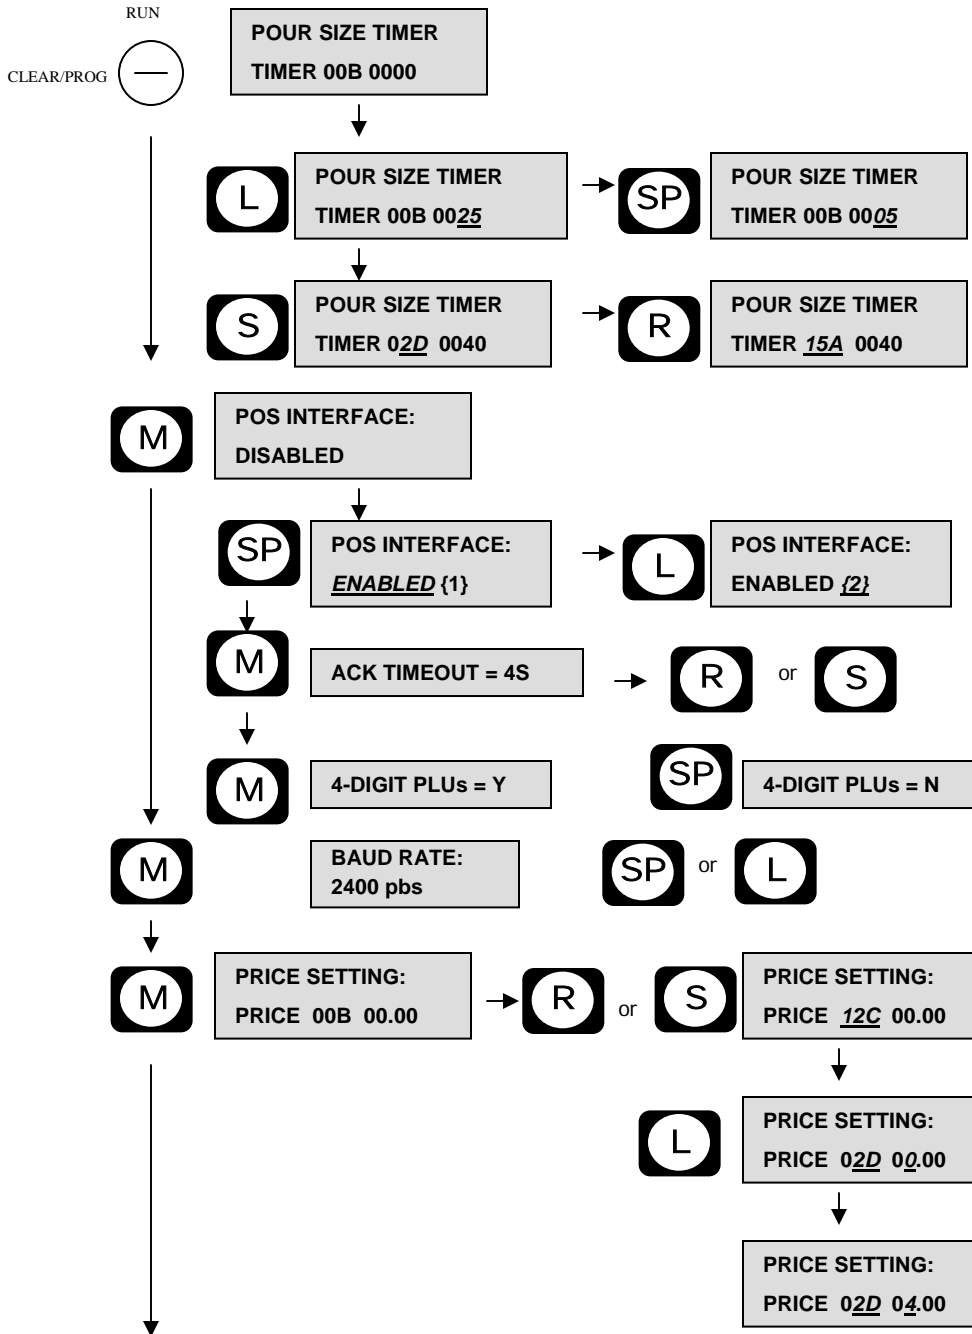 RUN
CLEAR/PROG
POUR SIZE TIMER
TIMER 00B 0000
L
POUR SIZE TIMER
TIMER 00B 0025
SP
POUR SIZE TIMER
TIMER 00B 0005
S
POUR SIZE TIMER
TIMER 02D 0040
R
POUR SIZE TIMER
TIMER 15A 0040
M
POS INTERFACE:
DISABLED
SP
POS INTERFACE:
ENABLED {1}
L
POS INTERFACE:
ENABLED {2}
M
ACK TIMEOUT = 4S
R or S
M
4-DIGIT PLUs = Y
SP
4-DIGIT PLUs = N
M
BAUD RATE:
2400 pbs
SP or L
M
PRICE SETTING:
PRICE 00B 00.00
R or S
PRICE SETTING:
PRICE 12C 00.00
L
PRICE SETTING:
PRICE 02D 00.00
PRICE SETTING:
PRICE 02D 04.00